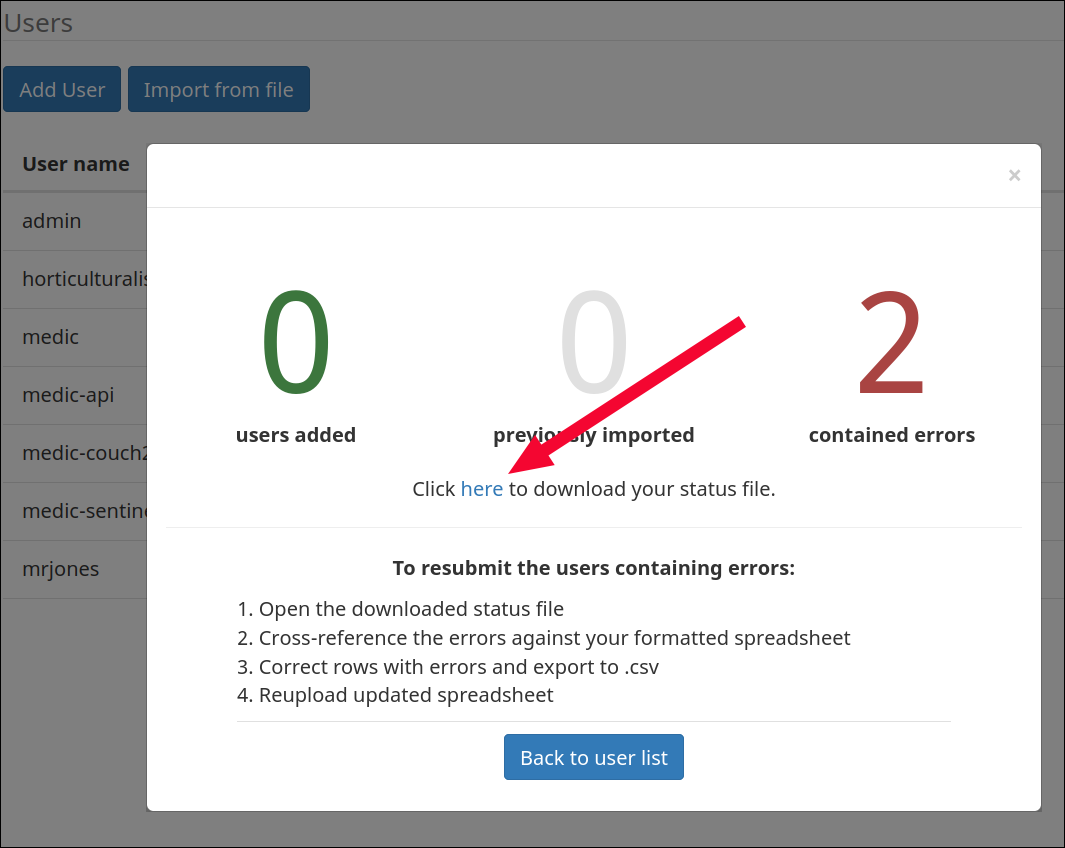 Users
Add User
Import from file
User name
×
admin
horticulturalis
medic
medic-api
medic-couch2
medic-sentine
mrjones
0
0
2
users added
previously imported
contained errors
Click here to download your status file.
To resubmit the users containing errors:
1. Open the downloaded status file
2. Cross-reference the errors against your formatted spreadsheet
3. Correct rows with errors and export to .csv
4. Reupload updated spreadsheet
Back to user list